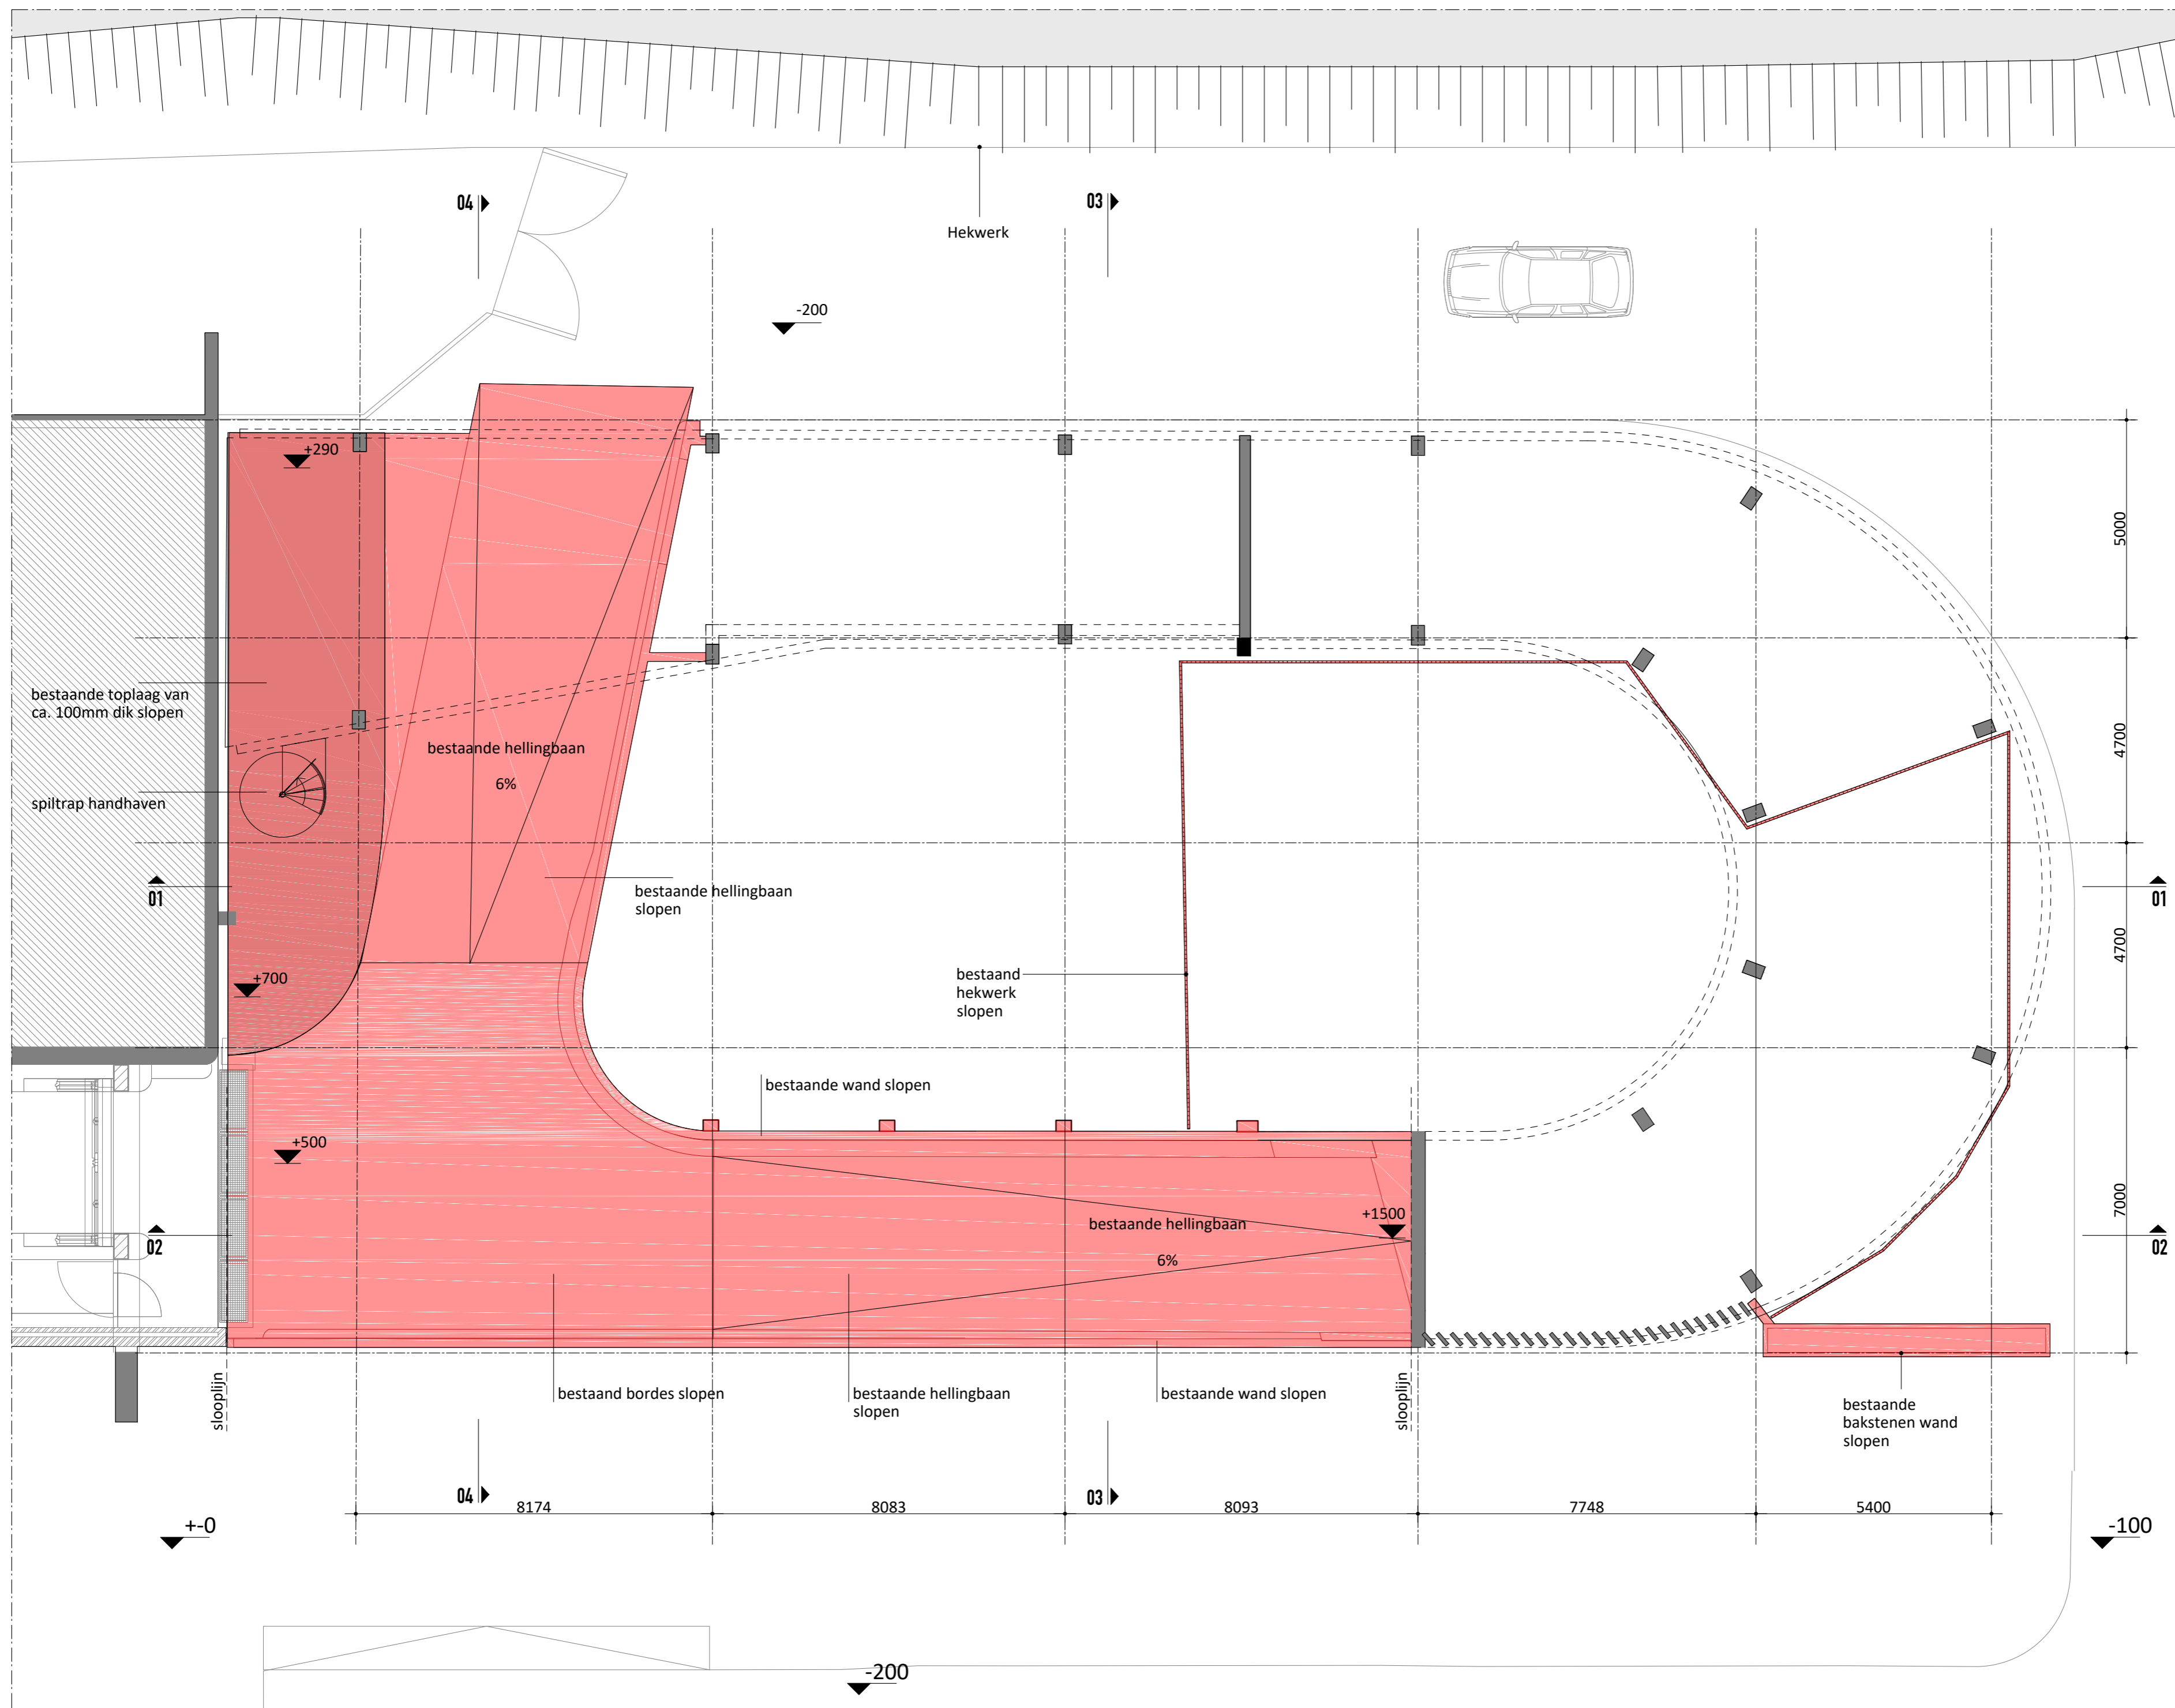 04
03
Hekwerk
-200
+290
5000
bestaande toplaag van
ca. 100mm dik slopen
bestaande hellingbaan
6%
4700
spiltrap handhaven
01
bestaande hellingbaan
slopen
01
4700
+700
bestaand
hekwerk
slopen
bestaande wand slopen
+500
7000
02
+1500
bestaande hellingbaan
6%
02
slooplijn
bestaand bordes slopen
bestaande hellingbaan
slopen
bestaande wand slopen
slooplijn
bestaande
bakstenen wand
slopen
04
03
8174
8083
8093
7748
5400
+-0
-100
-200